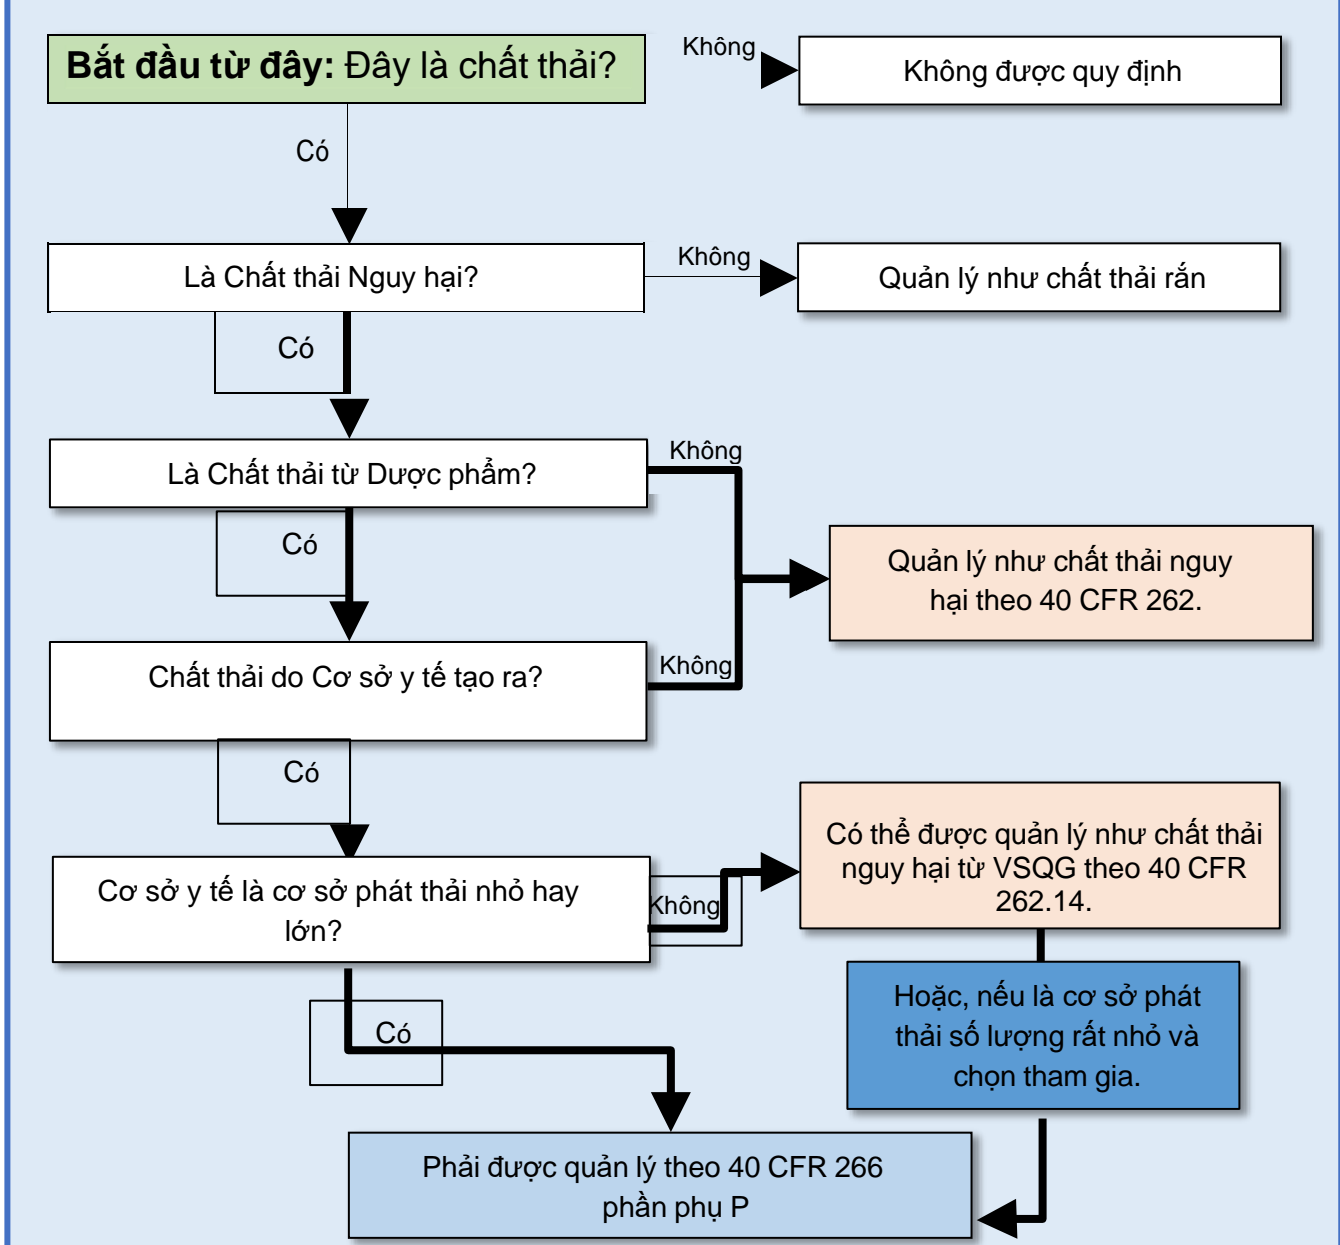 Bắt đầu từ đây: Đây là chất thải?
Không
Không được quy định
Có
Là Chất thải Nguy hại?
Không
Quản lý như chất thải rắn
Có
Là Chất thải từ Dược phẩm?
Không
Có
Quản lý như chất thải nguy
hại theo 40 CFR 262.
Chất thải do Cơ sở y tế tạo ra?
Không
Có
Có thể được quản lý như chất thải
nguy hại từ VSQG theo 40 CFR
262.14.
Cơ sở y tế là cơ sở phát thải nhỏ hay
lớn?
Không
Hoặc, nếu là cơ sở phát
thải số lượng rất nhỏ và
chọn tham gia.
Có
Phải được quản lý theo 40 CFR 266
phần phụ P